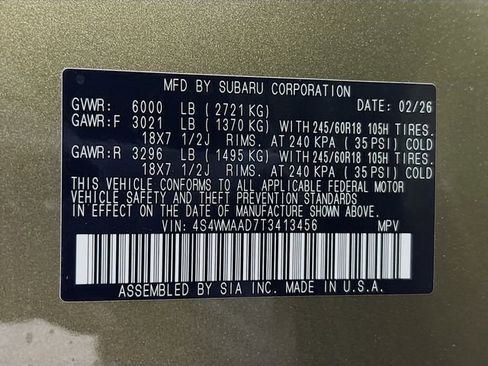 MFD BY SUBARU CORPORATION
GVWR: 6000 LB (2721 KG) DATE: 02/26
GAWR:F 3021 LB (1370 KG) WITH 245/60R18 105H TIRES.
18X7 1/2J RIMS. AT 240 KPA (35 PSI) COLD
GAWR:R 3296 LB (1495 KG) WITH 245/60R18 105H TIRES.
18X7 1/2J RIMS. AT 240 KPA (35 PSI) COLD
THIS VEHICLE CONFORMS TO ALL APPLICABLE FEDERAL MOTOR
VEHICLE SAFETY AND THEFT PREVENTION STANDARDS
IN EFFECT ON THE DATE OF MANUFACTURE SHOWN ABOVE.
VIN: 4S4WMAAD7T3413456 MPV
ASSEMBLED BY SIA INC. MADE IN U.S.A.